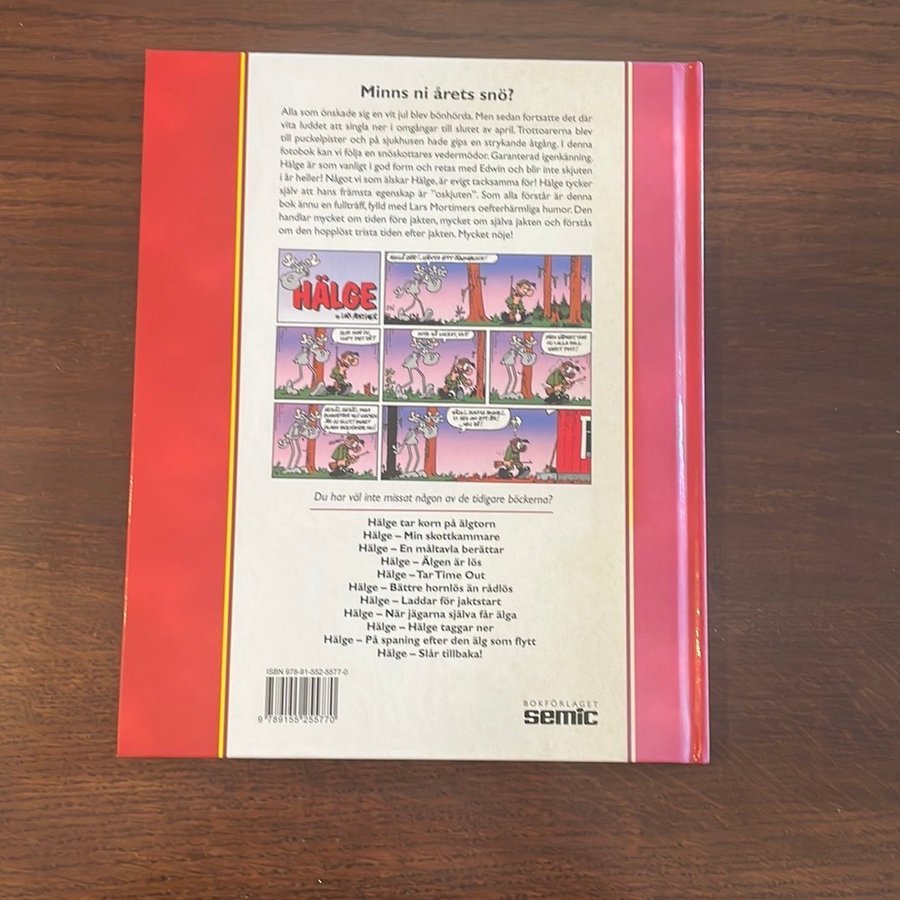 Minns ni årets snö?
Alla som önskade sig en vit jul blev bönhörda. Men sedan fortsatte det där
vita luddet att singla ner i omgångar till slutet av april. Trottoarerna blev
till puckelpister och på sjukhusen hade gips en strykande åtgång. I denna
fotobok kan vi följa en snöskottares vedermödor. Garanterad igenkänning.
Hälge är som vanligt i god form och retas med Edwin och blir inte skjuten
i år heller! Något vi som älskar Hälge, är evigt tacksamma för! Hälge tycker
själv att hans främsta egenskap är "oskjuten". Som alla förstår är denna
bok ännu en fullträff, fylld med Lars Mortimers oefterhärmliga humor. Den
handlar mycket om tiden före jakten, mycket om själva jakten och förstås
om den hopplöst trista tiden efter jakten. Mycket nöje!
HÄLGE
LARS MORTIMER
Du har väl inte missat någon av de tidigare böckerna?
Hälge tar korn på älgtorn
Hälge – Min skottkammare
Hälge – En måltavla berättar
Hälge – Älgen är lös
Hälge – Tar Time Out
Hälge – Bättre hornlös än rådlös
Hälge – Laddar för jaktstart
Hälge – När jägarna själva får älga
Hälge – Hälge taggar ner
Hälge – På spaning efter den älg som flytt
Hälge – Slår tillbaka!
ISBN 978-91-552-5577-0
9 789155 255770
BOKFÖRLAGET
semic